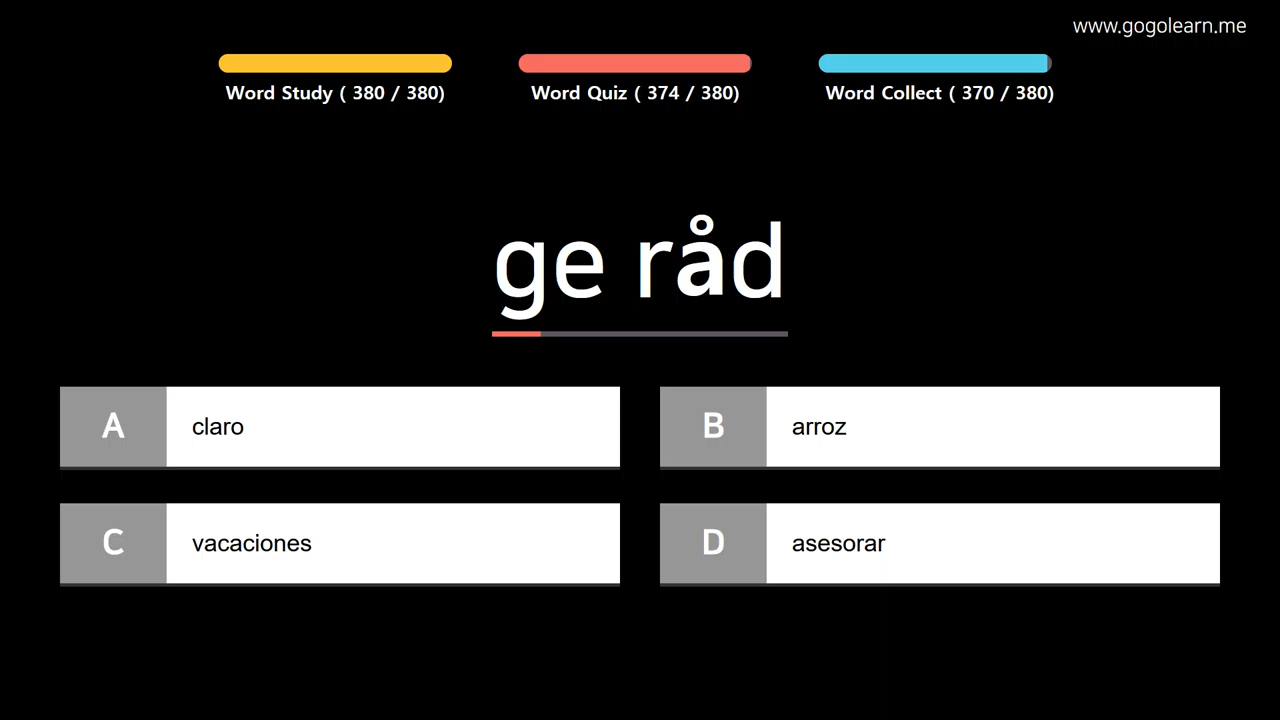 www.gogolearn.me
Word Study ( 380 / 380)
Word Quiz ( 374 / 380)
Word Collect ( 370 / 380)
ge råd
A claro
B arroz
C vacaciones
D asesorar